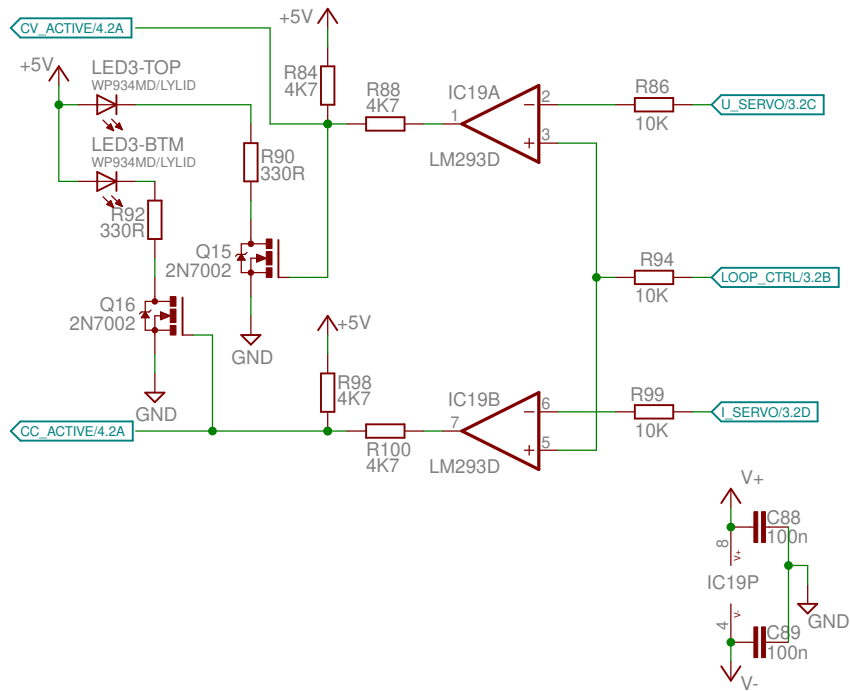 CV_ACTIVE/4.2A
+5V
+5V
LED3-TOP
WP934MD/LYLID
R84
4K7
R88
4K7
IC19A
1
2
3
LM293D
R86
10K
U_SERVO/3.2C
LED3-BTM
WP934MD/LYLID
R90
330R
R92
330R
Q15
2N7002
GND
R94
10K
LOOP_CTRL/3.2B
Q16
2N7002
GND
+5V
R98
4K7
CC_ACTIVE/4.2A
R100
4K7
IC19B
7
6
5
LM293D
R99
10K
I_SERVO/3.2D
V+
C88
100n
8
V+
IC19P
GND
V-
4
C89
100n
V-